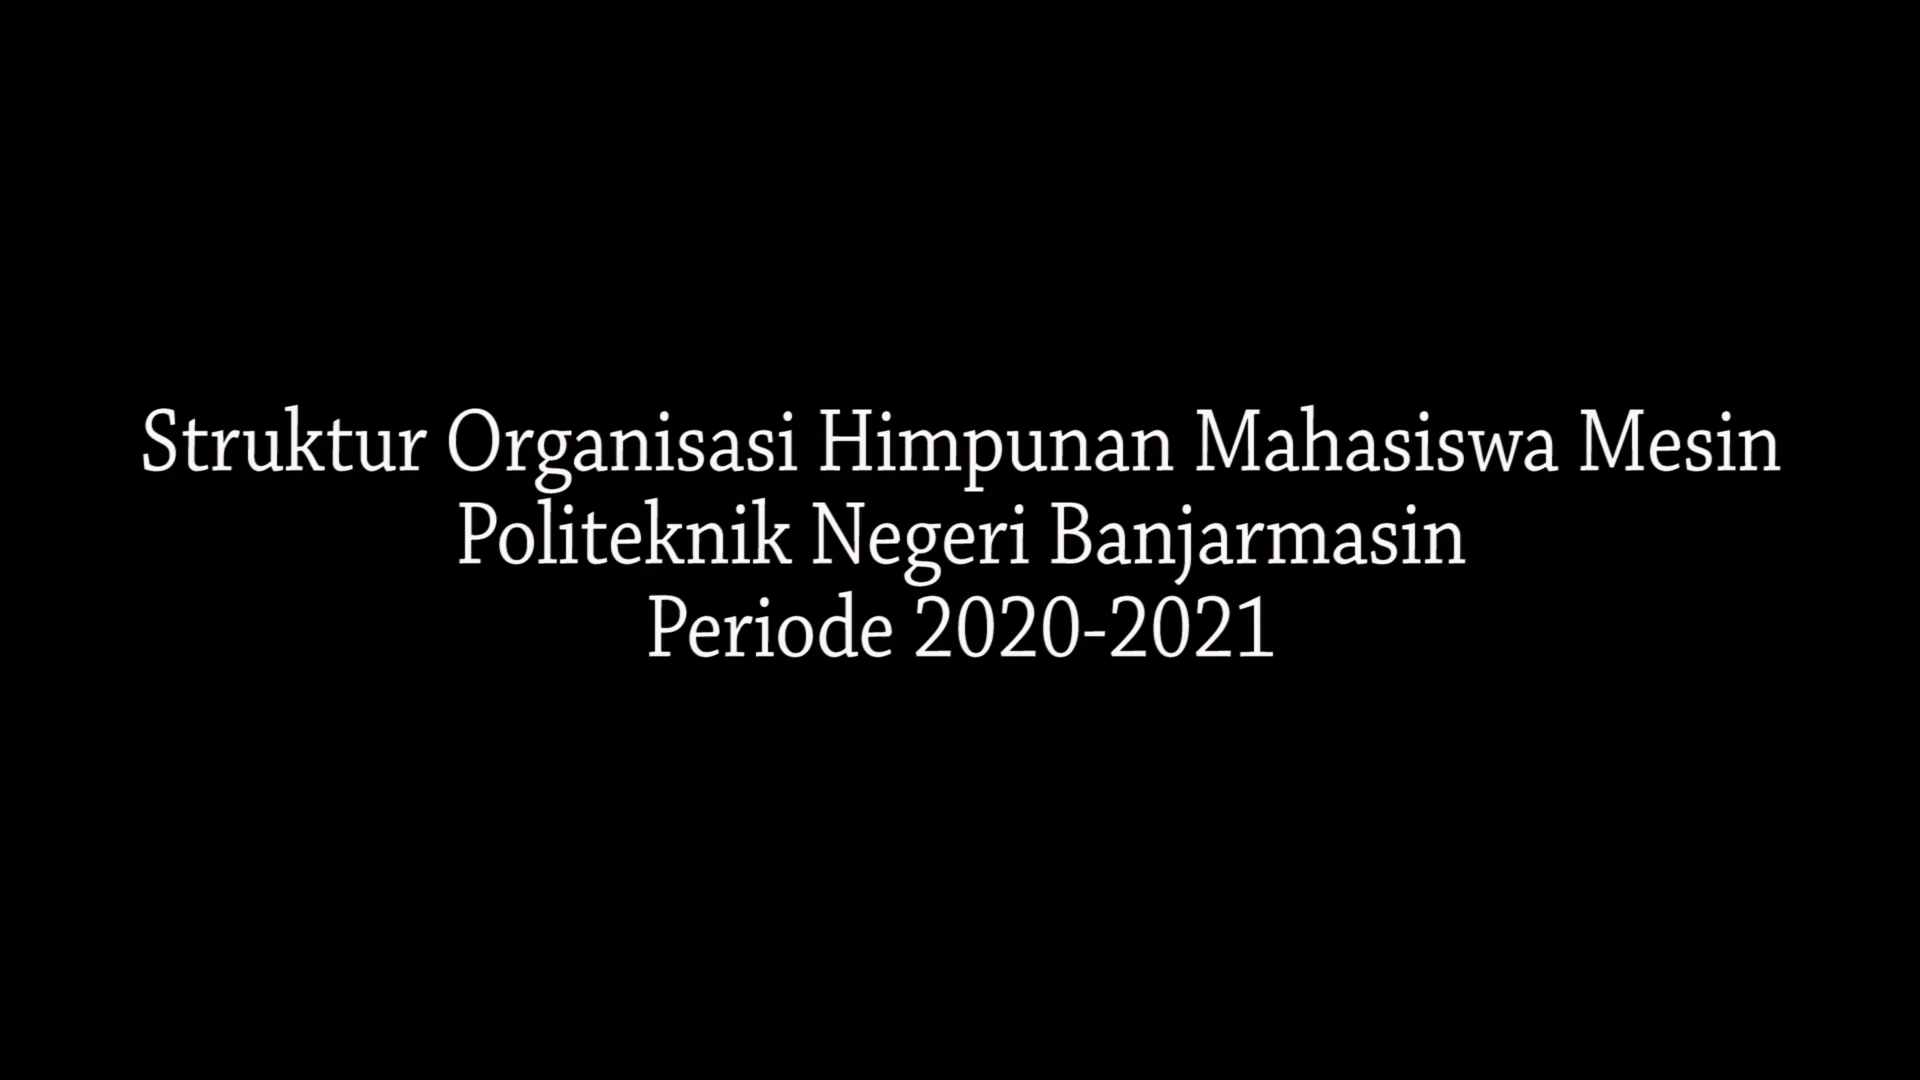 Struktur Organisasi Himpunan Mahasiswa Mesin
Politeknik Negeri Banjarmasin
Periode 2020-2021